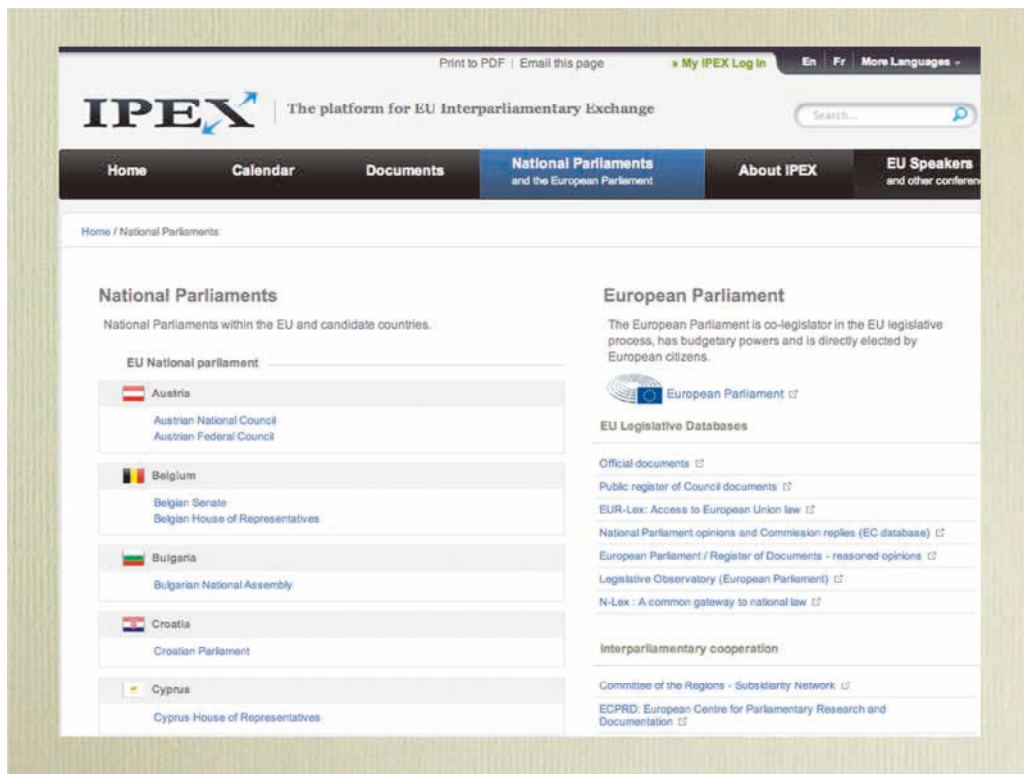 Print to PDF | Email this page
» My IPEX Log In
En | Fr | More Languages
IPEX
The platform for EU Interparliamentary Exchange
Search...
Home
Calendar
Documents
National Parliaments
and the European Parliament
About IPEX
EU Speakers
and other conferen
Home / National Parliaments
National Parliaments
National Parliaments within the EU and candidate countries.
EU National parliament
Austria
Austrian National Council
Austrian Federal Council
Belgium
Belgian Senate
Belgian House of Representatives
Bulgaria
Bulgarian National Assembly
Croatia
Croatian Parliament
Cyprus
Cyprus House of Representatives
European Parliament
The European Parliament is co-legislator in the EU legislative
process, has budgetary powers and is directly elected by
European citizens.
European Parliament
EU Legislative Databases
Official documents
Public register of Council documents
EUR-Lex: Access to European Union law
National Parliament opinions and Commission replies (EC database)
European Parliament / Register of Documents - reasoned opinions
Legislative Observatory (European Parliament)
N-Lex : A common gateway to national law
Interparliamentary cooperation
Committee of the Regions - Subsidiarity Network
ECPRD: European Centre for Parliamentary Research and
Documentation